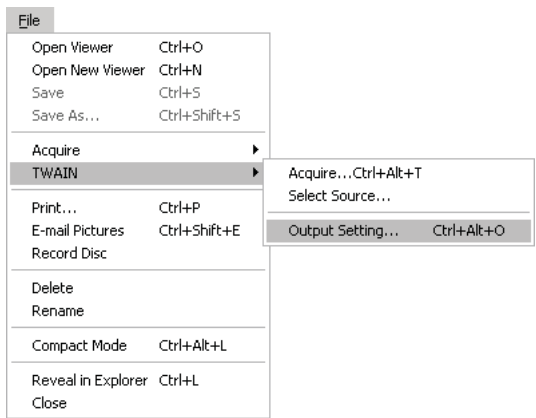 File
Open Viewer Ctrl+O
Open New Viewer Ctrl+N
Save Ctrl+S
Save As... Ctrl+Shift+S
Acquire
TWAIN
Acquire...Ctrl+Alt+T
Select Source...
Output Setting... Ctrl+Alt+O
Print... Ctrl+P
E-mail Pictures Ctrl+Shift+E
Record Disc
Delete
Rename
Compact Mode Ctrl+Alt+L
Reveal in Explorer Ctrl+L
Close